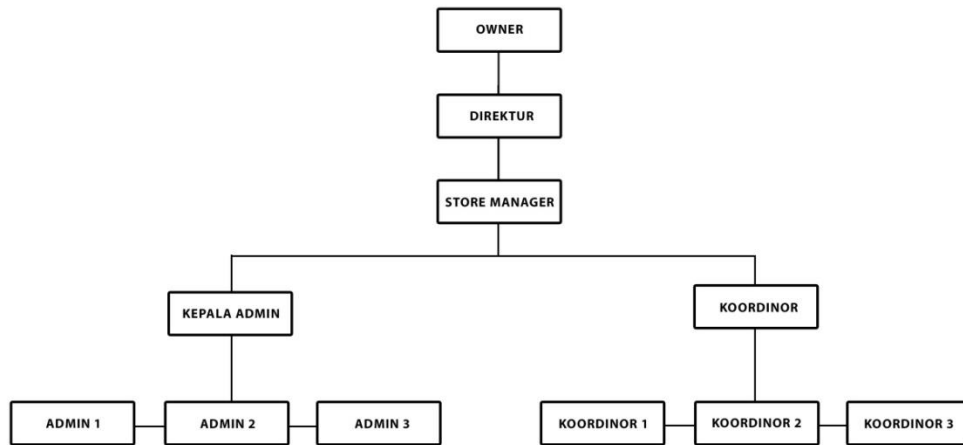 OWNER
DIREKTUR
STORE MANAGER
KEPALA ADMIN
KOORDINOR
ADMIN 1
ADMIN 2
ADMIN 3
KOORDINOR 1
KOORDINOR 2
KOORDINOR 3